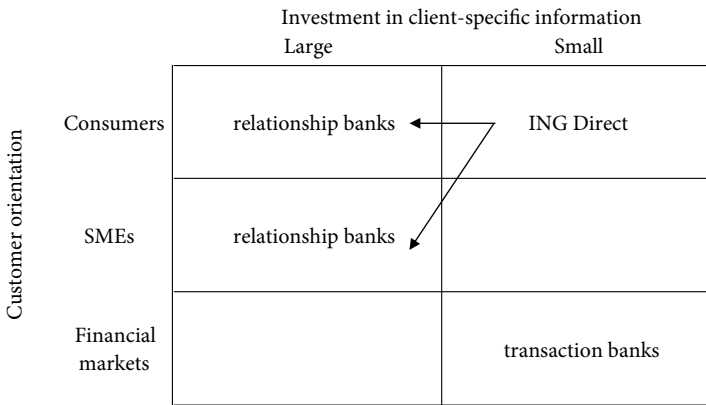 Investment in client-specific information
Large Small
Customer orientation
Consumers relationship banks ING Direct
SMEs relationship banks
Financial
markets transaction banks